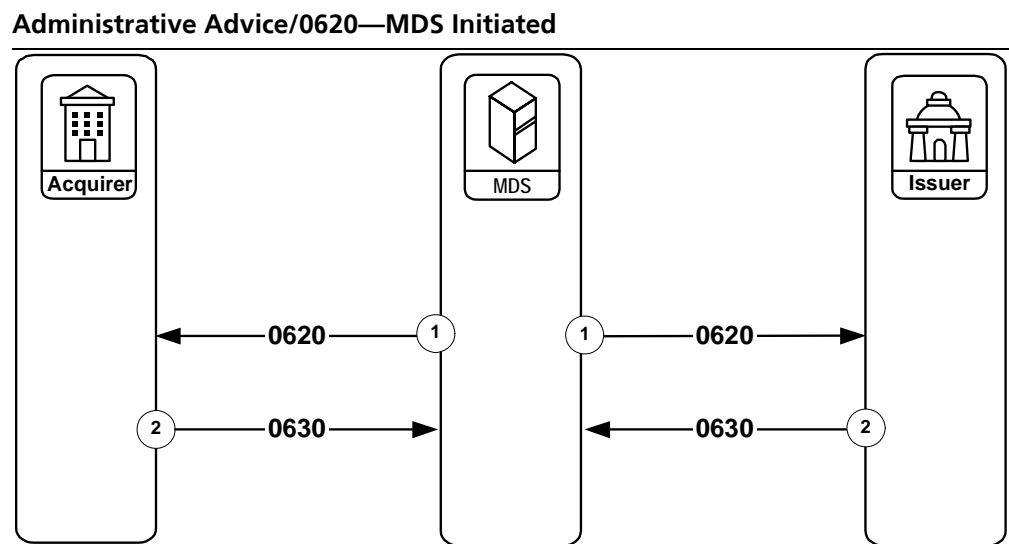 Administrative Advice/0620—MDS Initiated
Acquirer
MDS
Issuer
0620
1
1
0620
2
0630
0630
2